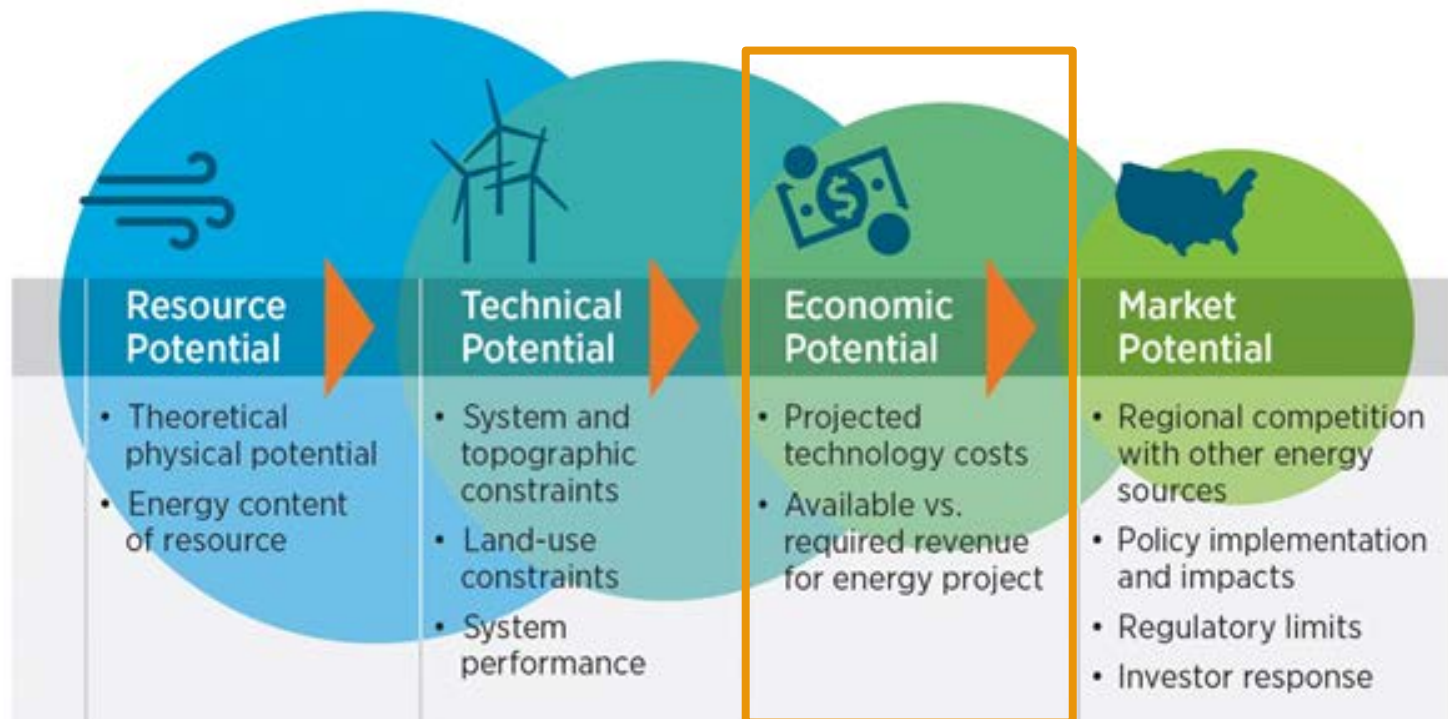 Resource
Potential
• Theoretical
physical potential
• Energy content
of resource
Technical
Potential
• System and
topographic
constraints
• Land-use
constraints
• System
performance
$
Economic
Potential
• Projected
technology costs
• Available vs.
required revenue
for energy project
Market
Potential
• Regional competition
with other energy
sources
• Policy implementation
and impacts
• Regulatory limits
• Investor response